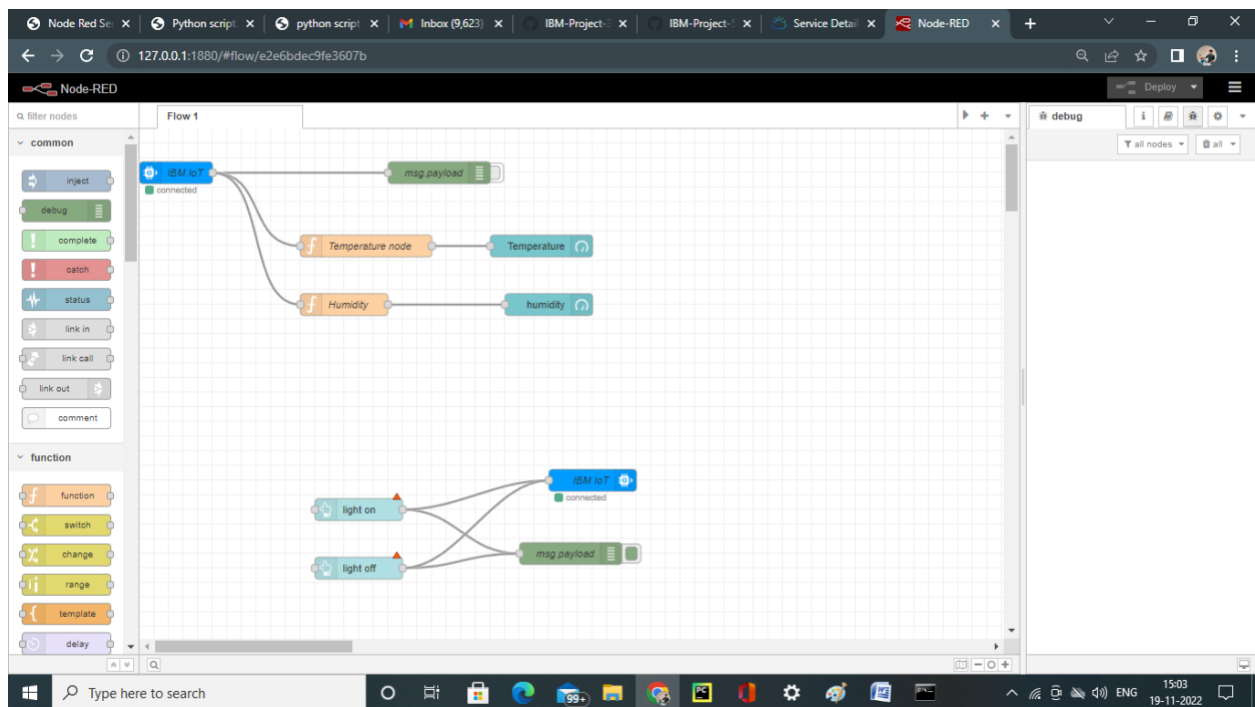 Node Red Ser
Python script
python script
Inbox (9,623)
IBM-Project-3
IBM-Project-5
Service Detail
Node-RED
127.0.0.1:1880/#flow/e2e6bdec9fe3607b
Node-RED
Deploy
filter nodes
Flow 1
debug
all nodes
all
common
inject
debug
complete
catch
status
link in
link call
link out
comment
function
function
switch
change
range
template
delay
IBM IoT
connected
msg.payload
Temperature node
Temperature
Humidity
humidity
IBM IoT
connected
light on
light off
msg.payload
Type here to search
99+
ENG
15:03
19-11-2022